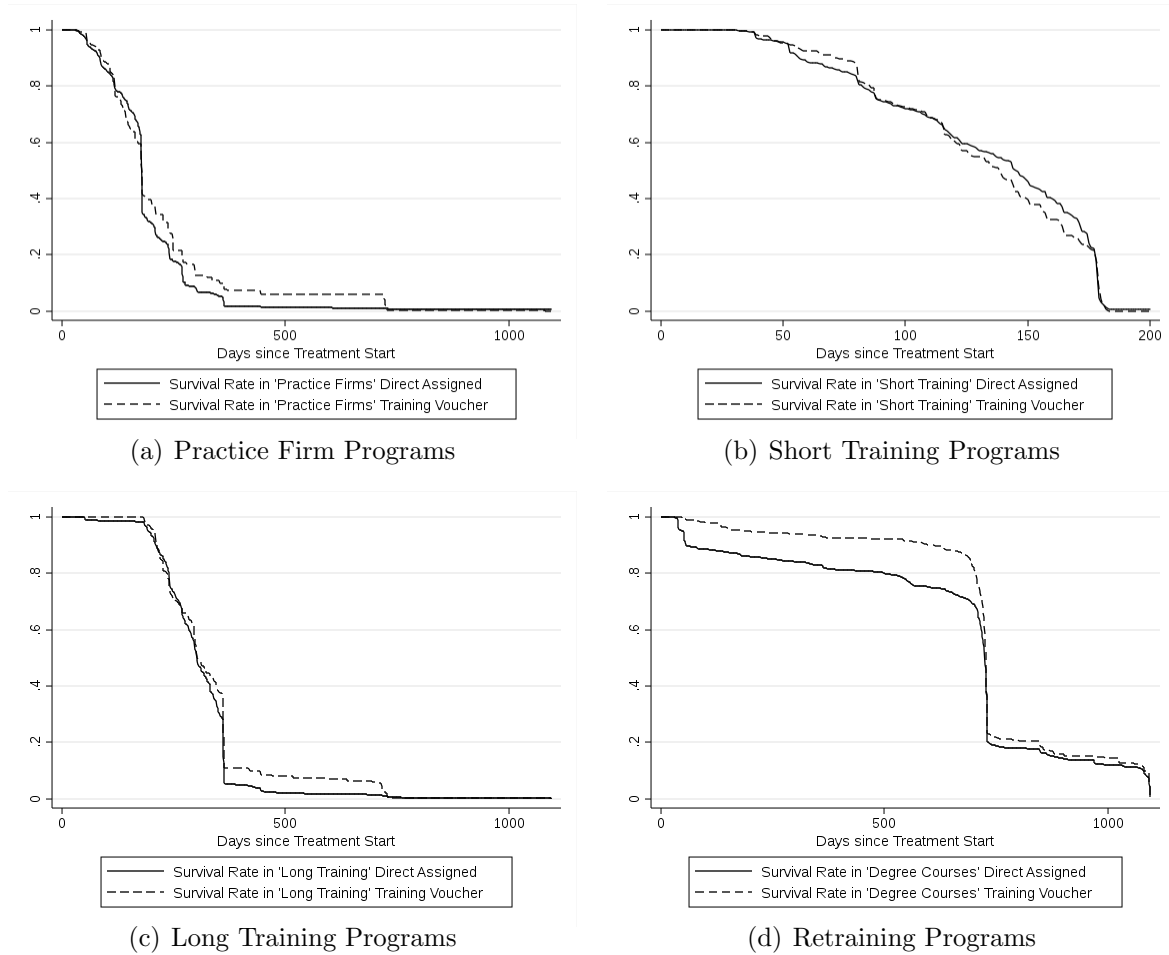 1
.8
.6
.4
.2
0
0 500 1000
Days since Treatment Start
Survival Rate in 'Practice Firms' Direct Assigned
Survival Rate in 'Practice Firms' Training Voucher
(a) Practice Firm Programs
1
.8
.6
.4
.2
0
0 50 100 150 200
Days since Treatment Start
Survival Rate in 'Short Training' Direct Assigned
Survival Rate in 'Short Training' Training Voucher
(b) Short Training Programs
1
.8
.6
.4
.2
0
0 500 1000
Days since Treatment Start
Survival Rate in 'Long Training' Direct Assigned
Survival Rate in 'Long Training' Training Voucher
(c) Long Training Programs
1
.8
.6
.4
.2
0
0 500 1000
Days since Treatment Start
Survival Rate in 'Degree Courses' Direct Assigned
Survival Rate in 'Degree Courses' Training Voucher
(d) Retraining Programs